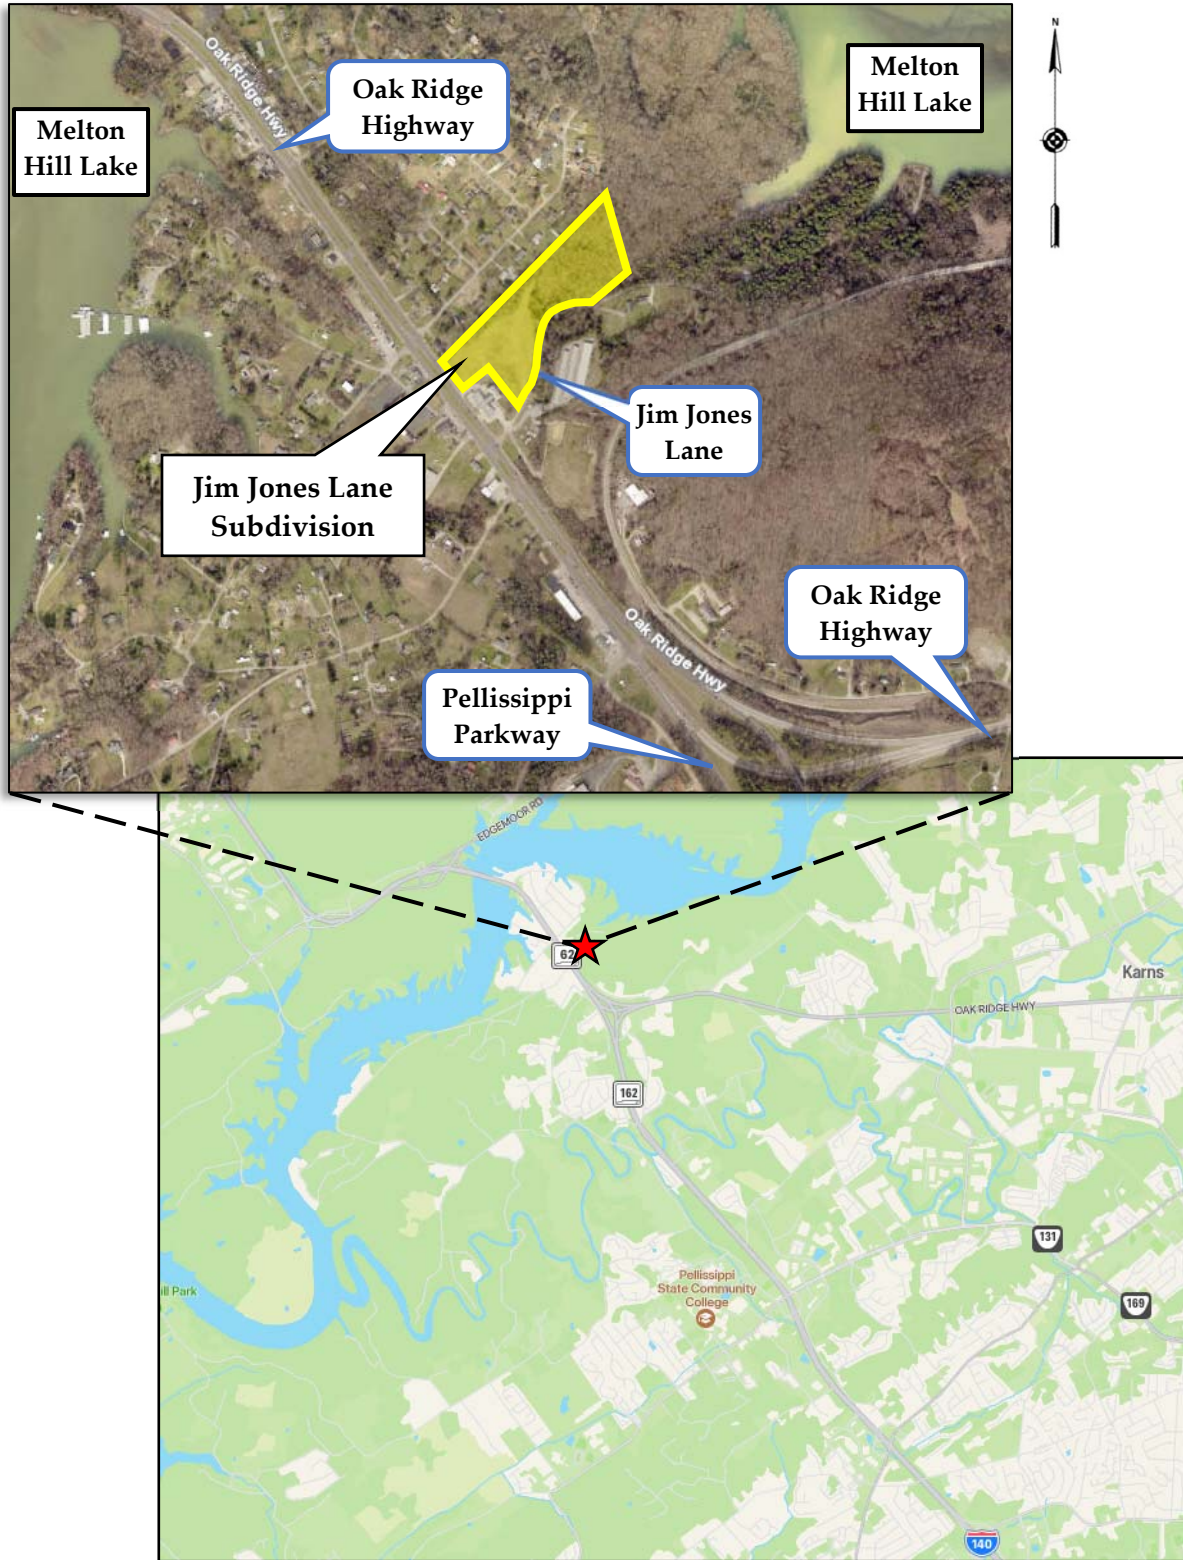 N
Oak Ridge Hwy
Oak Ridge
Highway
Melton
Hill Lake
Melton
Hill Lake
Jim Jones
Lane
Jim Jones Lane
Subdivision
Oak Ridge
Highway
Oak Ridge Hwy
Pellissippi
Parkway
EDGEMOOR RD
62
Karns
OAK RIDGE HWY
162
131
Pellissippi
State Community
College
ill Park
169
140